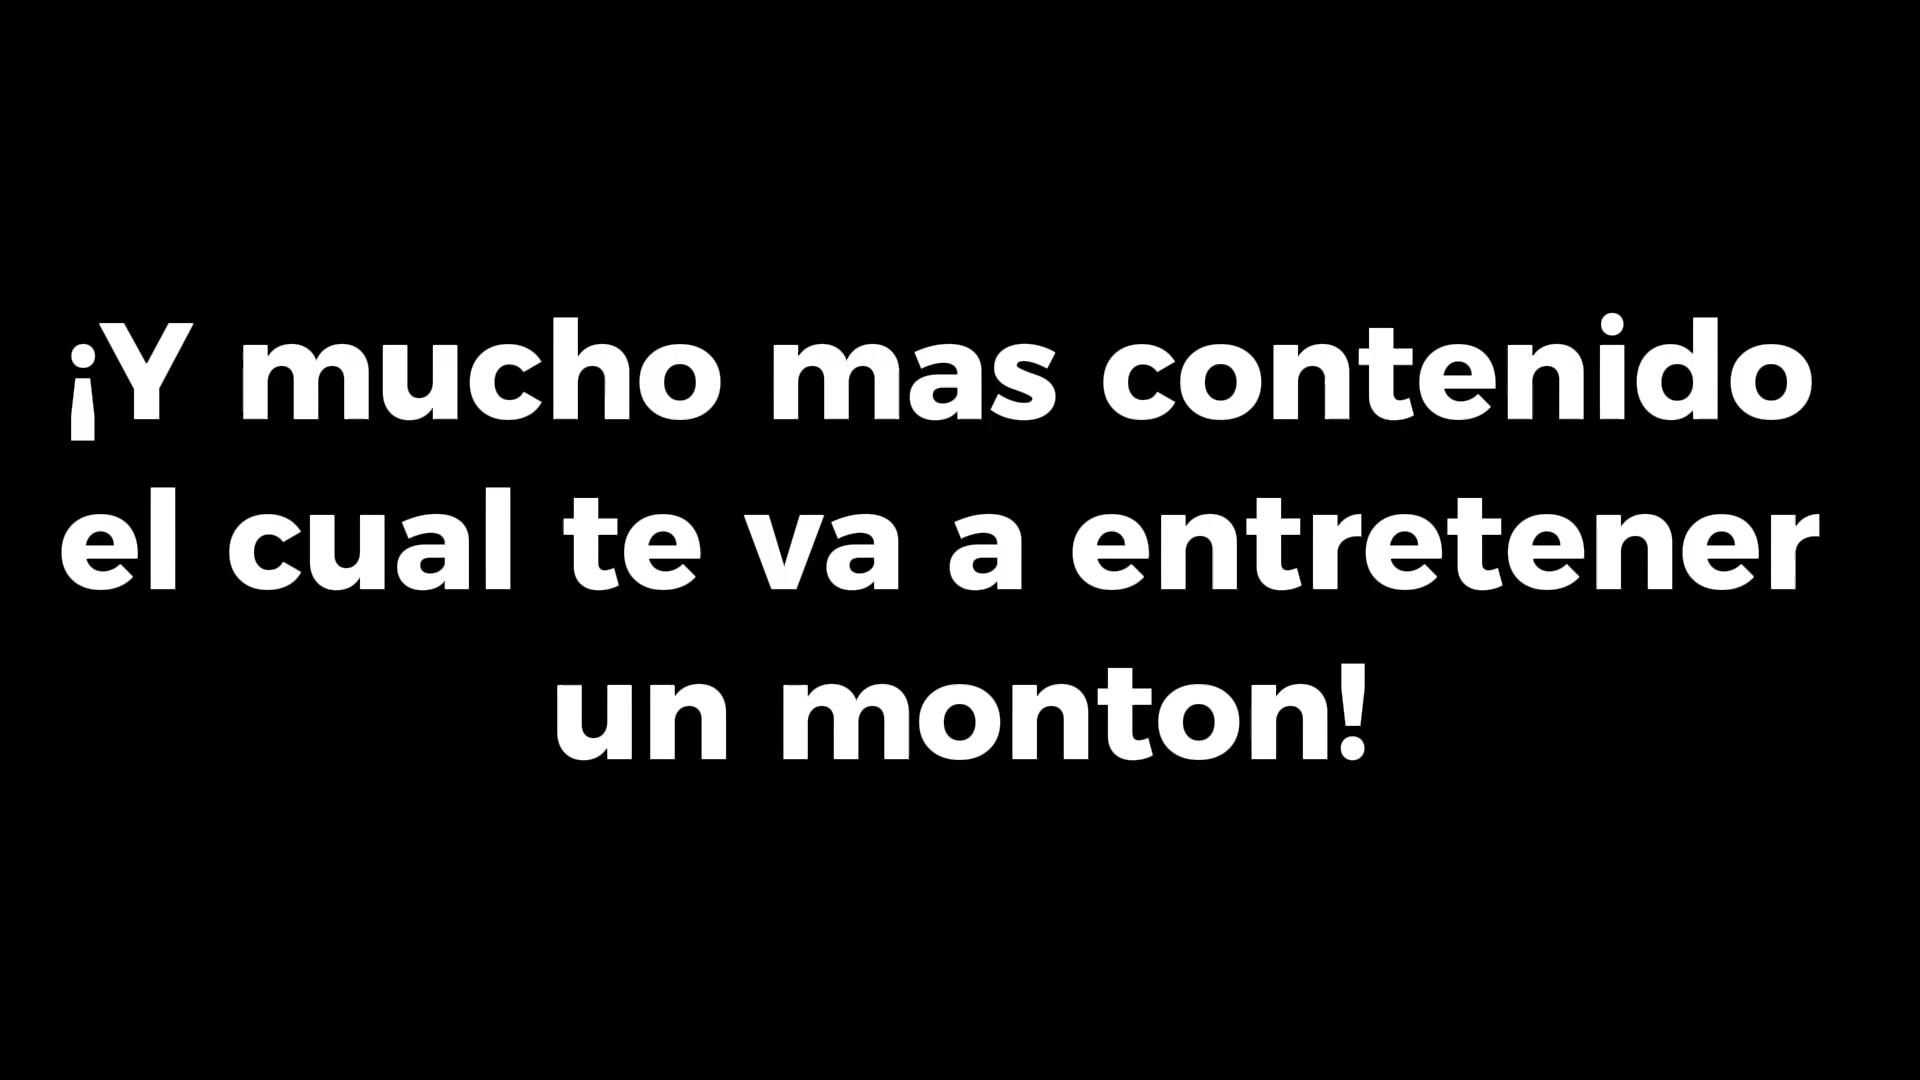 ¡Y mucho mas contenido
el cual te va a entretener
un monton!